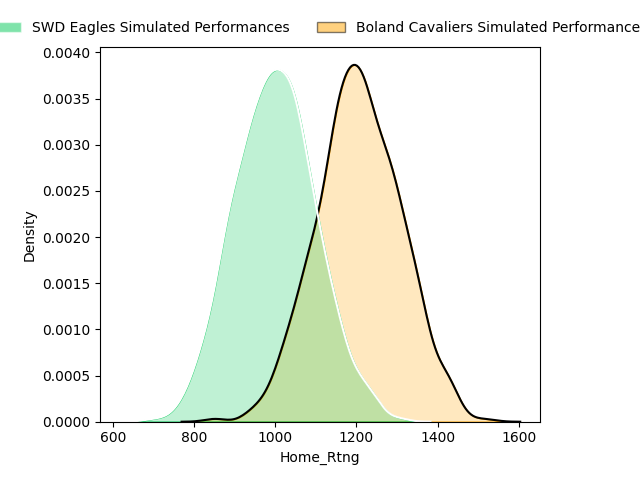 SWD Eagles Simulated Performances
Boland Cavaliers Simulated Performance
0.0040
0.0035
0.0030
0.0025
0.0020
0.0015
0.0010
0.0005
0.0000
Density
600 800 1000 1200 1400 1600
Home_Rtng